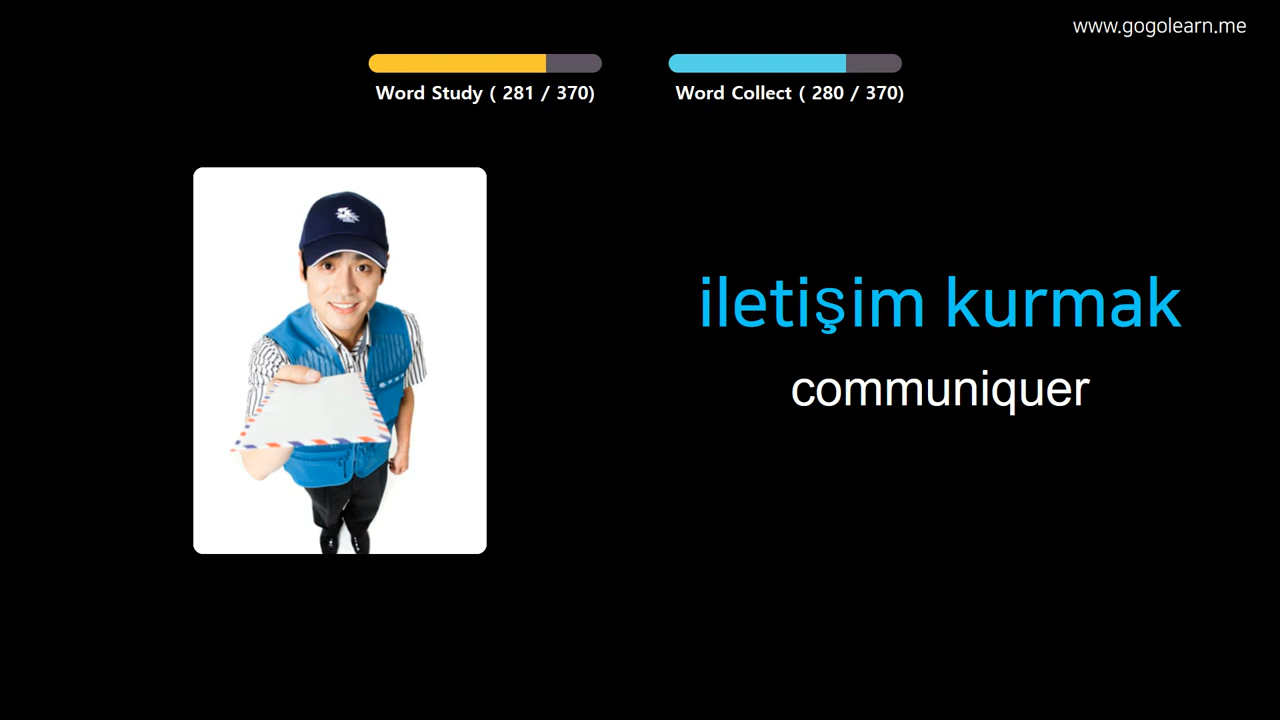 www.gogolearn.me
Word Study ( 281 / 370)
Word Collect ( 280 / 370)
iletişim kurmak
communiquer